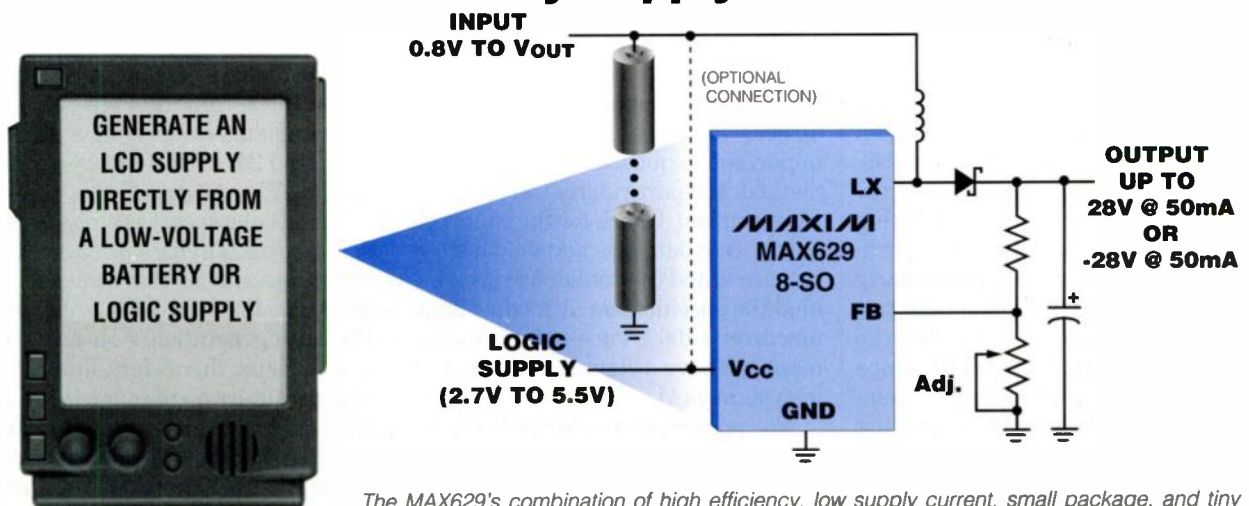 INPUT
0.8V TO VOUT
(OPTIONAL
CONNECTION)
GENERATE AN
LCD SUPPLY
DIRECTLY FROM
A LOW-VOLTAGE
BATTERY OR
LOGIC SUPPLY
LX
MAXIM
MAX629
8-SO
FB
VCC
GND
OUTPUT
UP TO
28V @ 50mA
OR
-28V @ 50mA
LOGIC
SUPPLY
(2.7V TO 5.5V)
Adj.
+
The MAX629's combination of high efficiency, low supply current, small package, and tiny